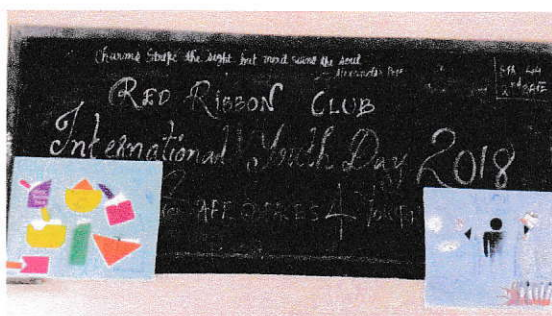 Charms strike the sight but merit wins the soul
Alexander Pope
RED RIBBON CLUB
International Youth Day 2018
SPACES 4 YOUTH